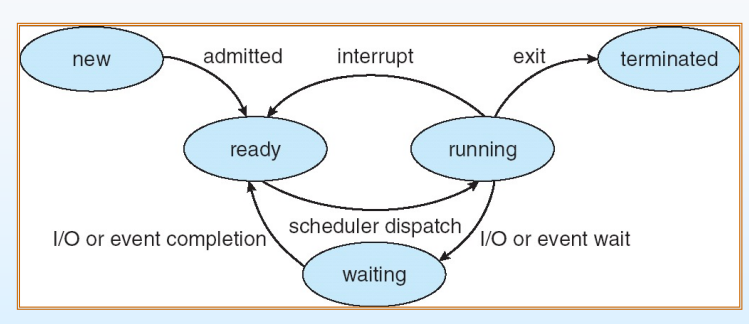 new
admitted
interrupt
exit
terminated
ready
running
scheduler dispatch
I/O or event completion
I/O or event wait
waiting